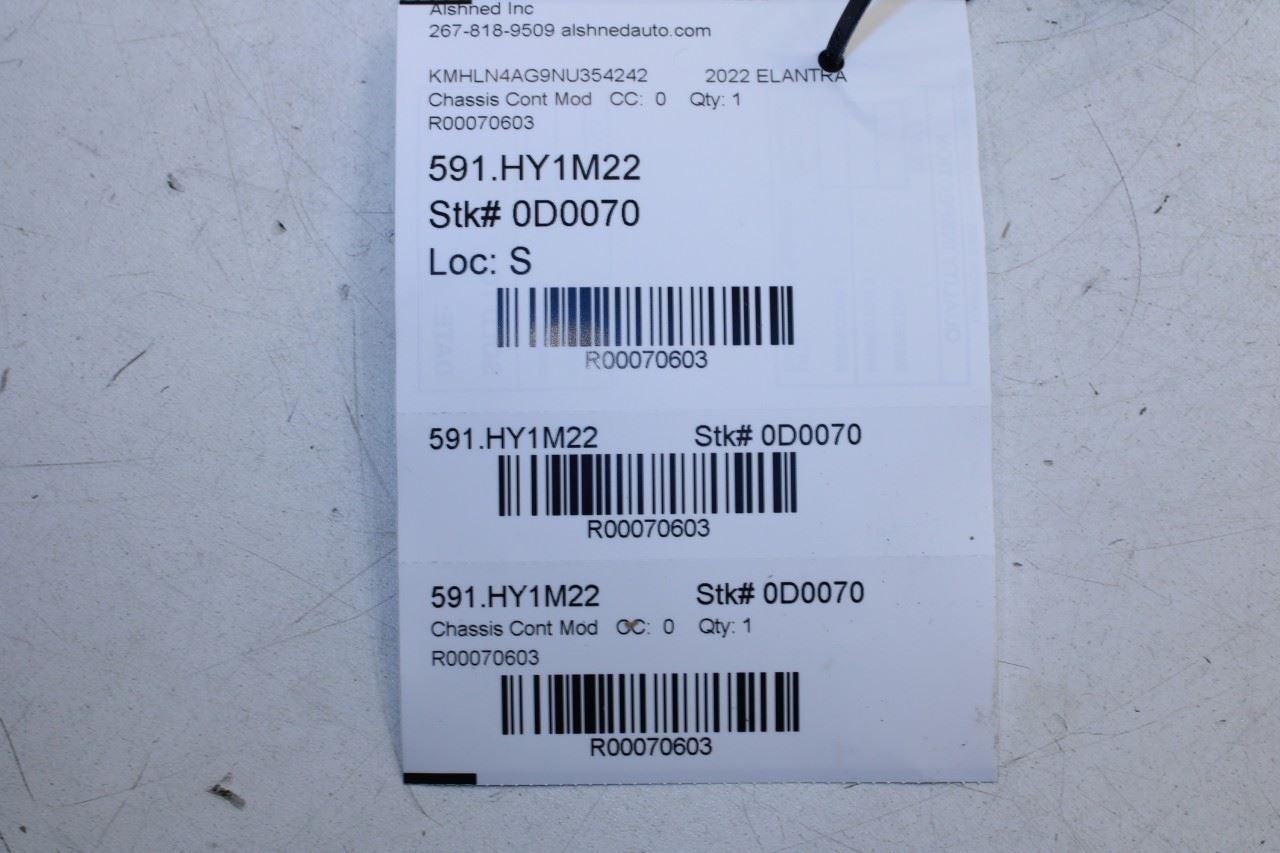 Alshned Inc
267-818-9509 alshnedauto.com
KMHLN4AG9NU354242 2022 ELANTRA
Chassis Cont Mod CC: 0 Qty: 1
R00070603
591.HY1M22
Stk# 0D0070
Loc: S
R00070603
591.HY1M22 Stk# 0D0070
R00070603
591.HY1M22 Stk# 0D0070
Chassis Cont Mod CC: 0 Qty: 1
R00070603
R00070603